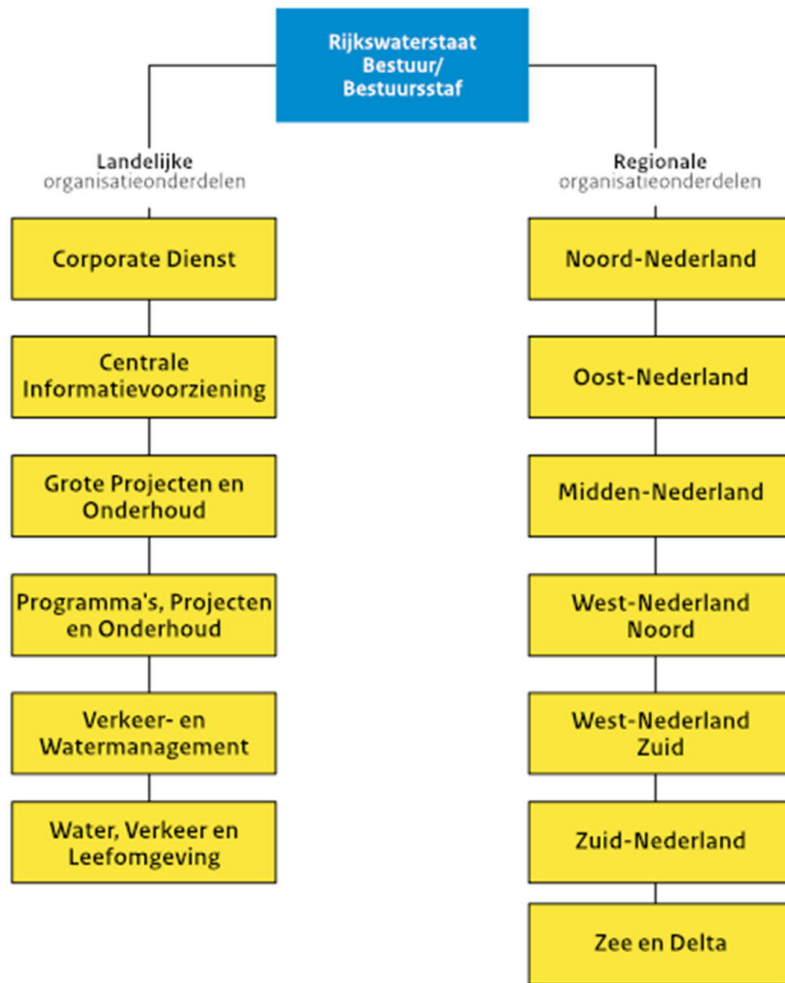 Rijkswaterstaat
Bestuur/
Bestuursstaf
Landelijke
organisatieonderdelen
Corporate Dienst
Centrale
Informatievoorziening
Grote Projecten en
Onderhoud
Programma's, Projecten
en Onderhoud
Verkeer- en
Watermanagement
Water, Verkeer en
Leefomgeving
Regionale
organisatieonderdelen
Noord-Nederland
Oost-Nederland
Midden-Nederland
West-Nederland
Noord
West-Nederland
Zuid
Zuid-Nederland
Zee en Delta